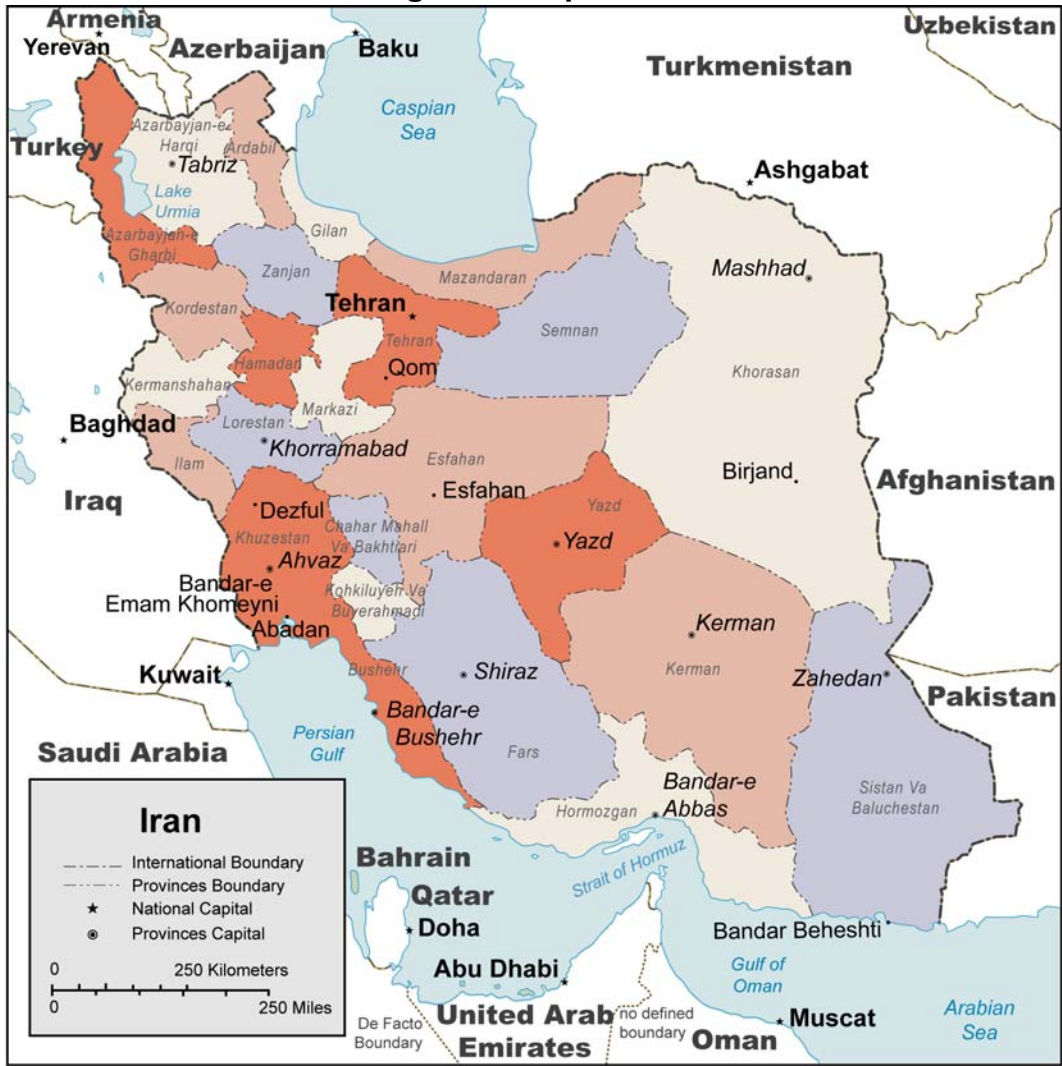 Armenia
Yerevan
Azerbaijan
Baku
Uzbekistan
Turkmenistan
Caspian
Sea
Turkey
Azarbayjan-e
Harqi
Ardabil
Tabriz
Lake
Urmia
Ashgabat
Azarbayjan-e
Gharbi
Gilan
Zanjan
Mazandaran
Mashhad
Kordestan
Tehran
Tehran
Semnan
Hamadan
Qom
Khorasan
Kermanshahan
Markazi
Baghdad
Lorestan
Khorramabad
Ilam
Esfahan
Esfahan
Birjand
Afghanistan
Iraq
Dezful
Yazd
Yazd
Khuzestan
Chahar Mahall
Va Bakhtiari
Ahvaz
Bandar-e
Emam Khomeyni
Kohkiluyeh Va
Buyerahmadi
Abadan
Kerman
Kerman
Kuwait
Bushehr
Shiraz
Zahedan
Pakistan
Bandar-e
Bushehr
Persian
Gulf
Fars
Saudi Arabia
Hormozgan
Bandar-e
Abbas
Sistan Va
Baluchestan
Iran
International Boundary
Provinces Boundary
National Capital
Provinces Capital
0 250 Kilometers
0 250 Miles
Bahrain
Qatar
Doha
Strait of Hormuz
Abu Dhabi
Bandar Beheshti
Gulf of
Oman
Arabian
Sea
De Facto
Boundary
United Arab
Emirates
no defined
boundary
Oman
Muscat